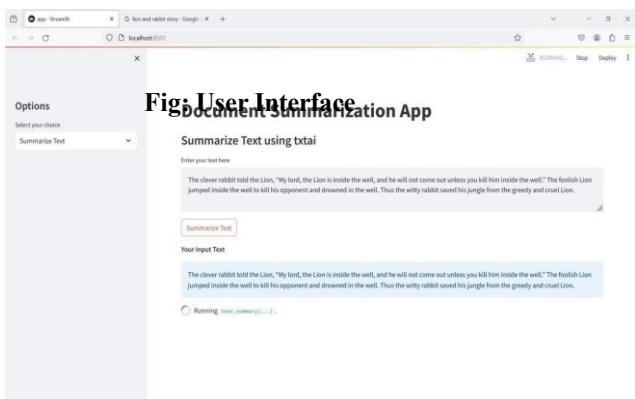 app · Streamlit
lion and rabbit story - Google
localhost:8501
RUNNING... Stop Deploy
Options
Select your choice
Summarize Text
Fig: User Interface
Document Summarization App
Summarize Text using txtai
Enter your text here
The clever rabbit told the Lion, "My lord, the Lion is inside the well, and he will not come out unless you kill him inside the well." The foolish Lion
jumped inside the well to kill his opponent and drowned in the well. Thus the witty rabbit saved his jungle from the greedy and cruel Lion.
Summarize Text
Your Input Text
The clever rabbit told the Lion, "My lord, the Lion is inside the well, and he will not come out unless you kill him inside the well." The foolish Lion
jumped inside the well to kill his opponent and drowned in the well. Thus the witty rabbit saved his jungle from the greedy and cruel Lion.
Running text_summary(...).